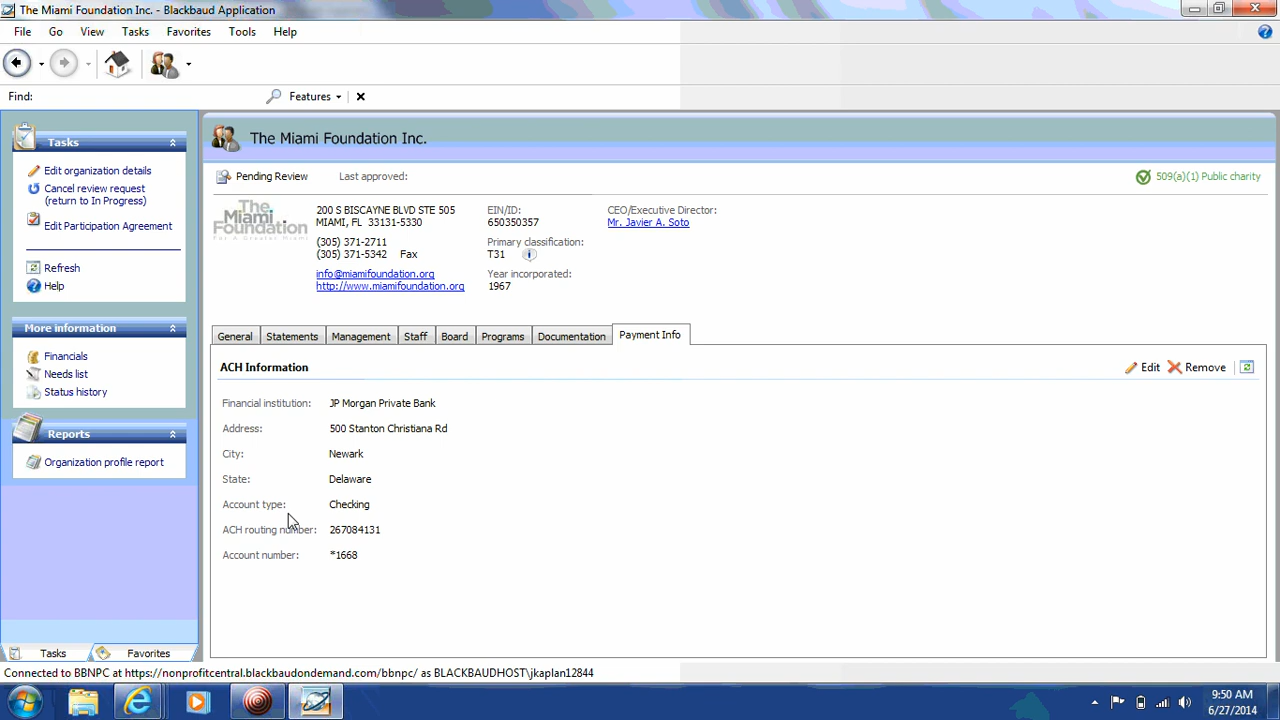 The Miami Foundation Inc. - Blackbaud Application
File Go View Tasks Favorites Tools Help
Find: Features
Tasks
Edit organization details
Cancel review request
(return to In Progress)
Edit Participation Agreement
Refresh
Help
More information
Financials
Needs list
Status history
Reports
Organization profile report
Tasks Favorites
The Miami Foundation Inc.
Pending Review Last approved: 509(a)(1) Public charity
The
Miami
Foundation
For A Greater Miami
200 S BISCAYNE BLVD STE 505
MIAMI, FL 33131-5330
(305) 371-2711
(305) 371-5342 Fax
info@miamifoundation.org
http://www.miamifoundation.org
EIN/ID:
650350357
Primary classification:
T31
Year incorporated:
1967
CEO/Executive Director:
Mr. Javier A. Soto
General Statements Management Staff Board Programs Documentation Payment Info
ACH Information Edit Remove
Financial institution: JP Morgan Private Bank
Address: 500 Stanton Christiana Rd
City: Newark
State: Delaware
Account type: Checking
ACH routing number: 267084131
Account number: *1668
Connected to BBNPC at https://nonprofitcentral.blackbaudondemand.com/bbnpc/ as BLACKBAUDHOST\jkaplan12844
9:50 AM
6/27/2014